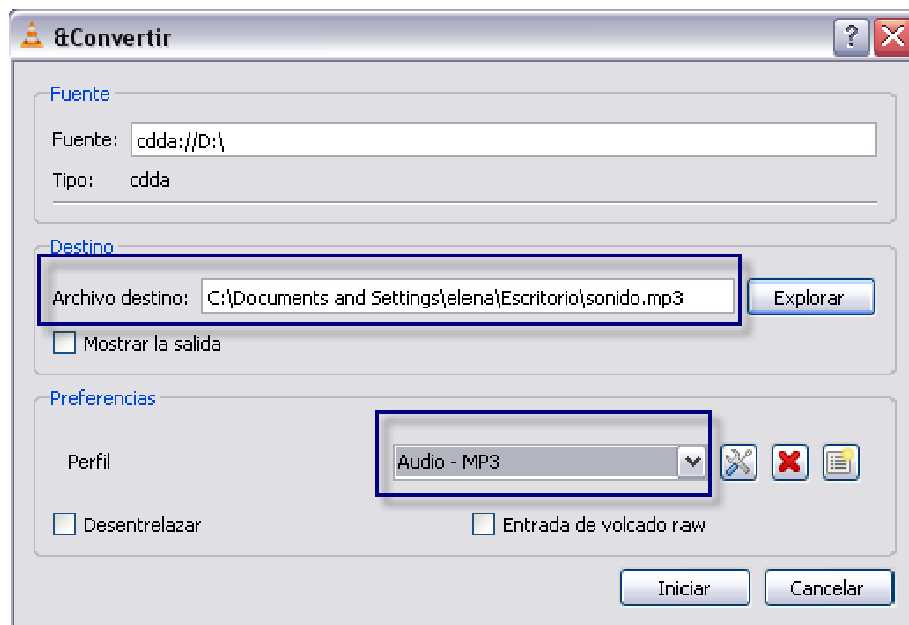 &Convertir
?
Fuente
Fuente: cdda://D:\
Tipo: cdda
Destino
Archivo destino: C:\Documents and Settings\elena\Escritorio\sonido.mp3 Explorar
Mostrar la salida
Preferencias
Perfil Audio - MP3
Desentrelazar Entrada de volcado raw
Iniciar Cancelar